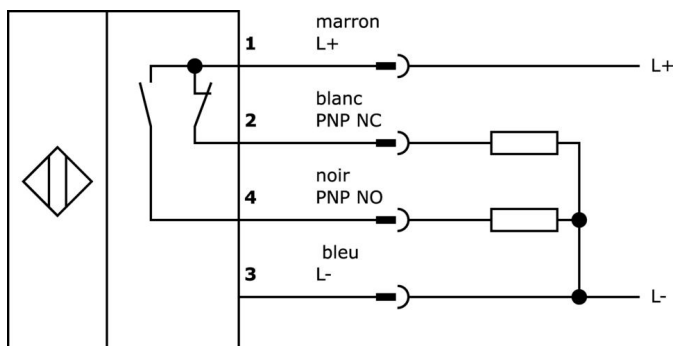 marron
1 L+
L+
blanc
2 PNP NC
noir
4 PNP NO
bleu
3 L-
L-